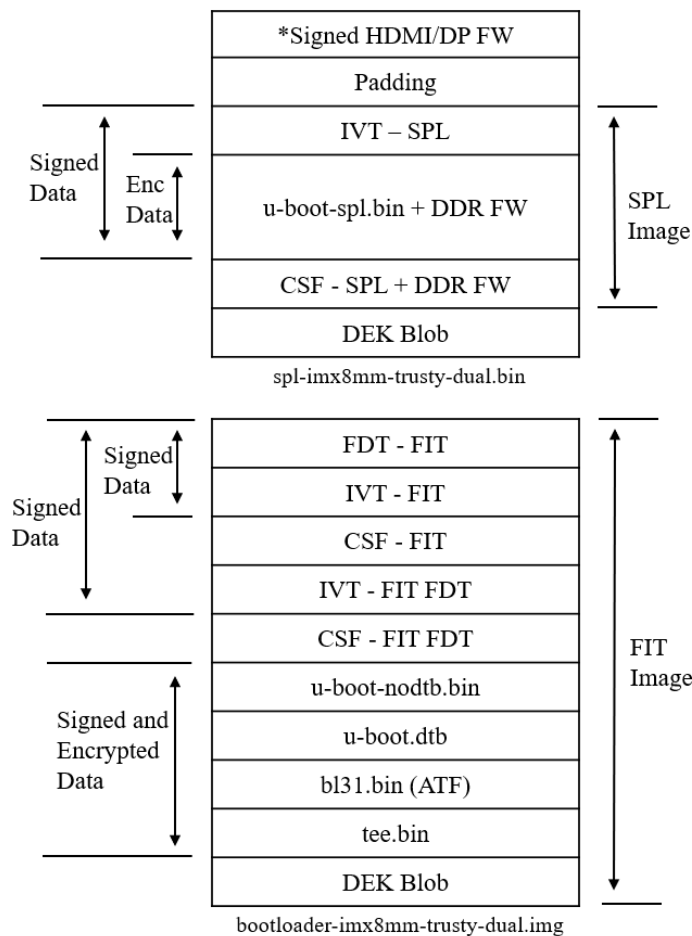 *Signed HDMI/DP FW
Padding
IVT – SPL
Signed
Data
Enc
Data
u-boot-spl.bin + DDR FW
SPL
Image
CSF - SPL + DDR FW
DEK Blob
spl-imx8mm-trusty-dual.bin
FDT - FIT
Signed
Data
IVT - FIT
Signed
Data
CSF - FIT
IVT - FIT FDT
CSF - FIT FDT
FIT
Image
u-boot-nodtb.bin
Signed and
Encrypted
Data
u-boot.dtb
bl31.bin (ATF)
tee.bin
DEK Blob
bootloader-imx8mm-trusty-dual.img